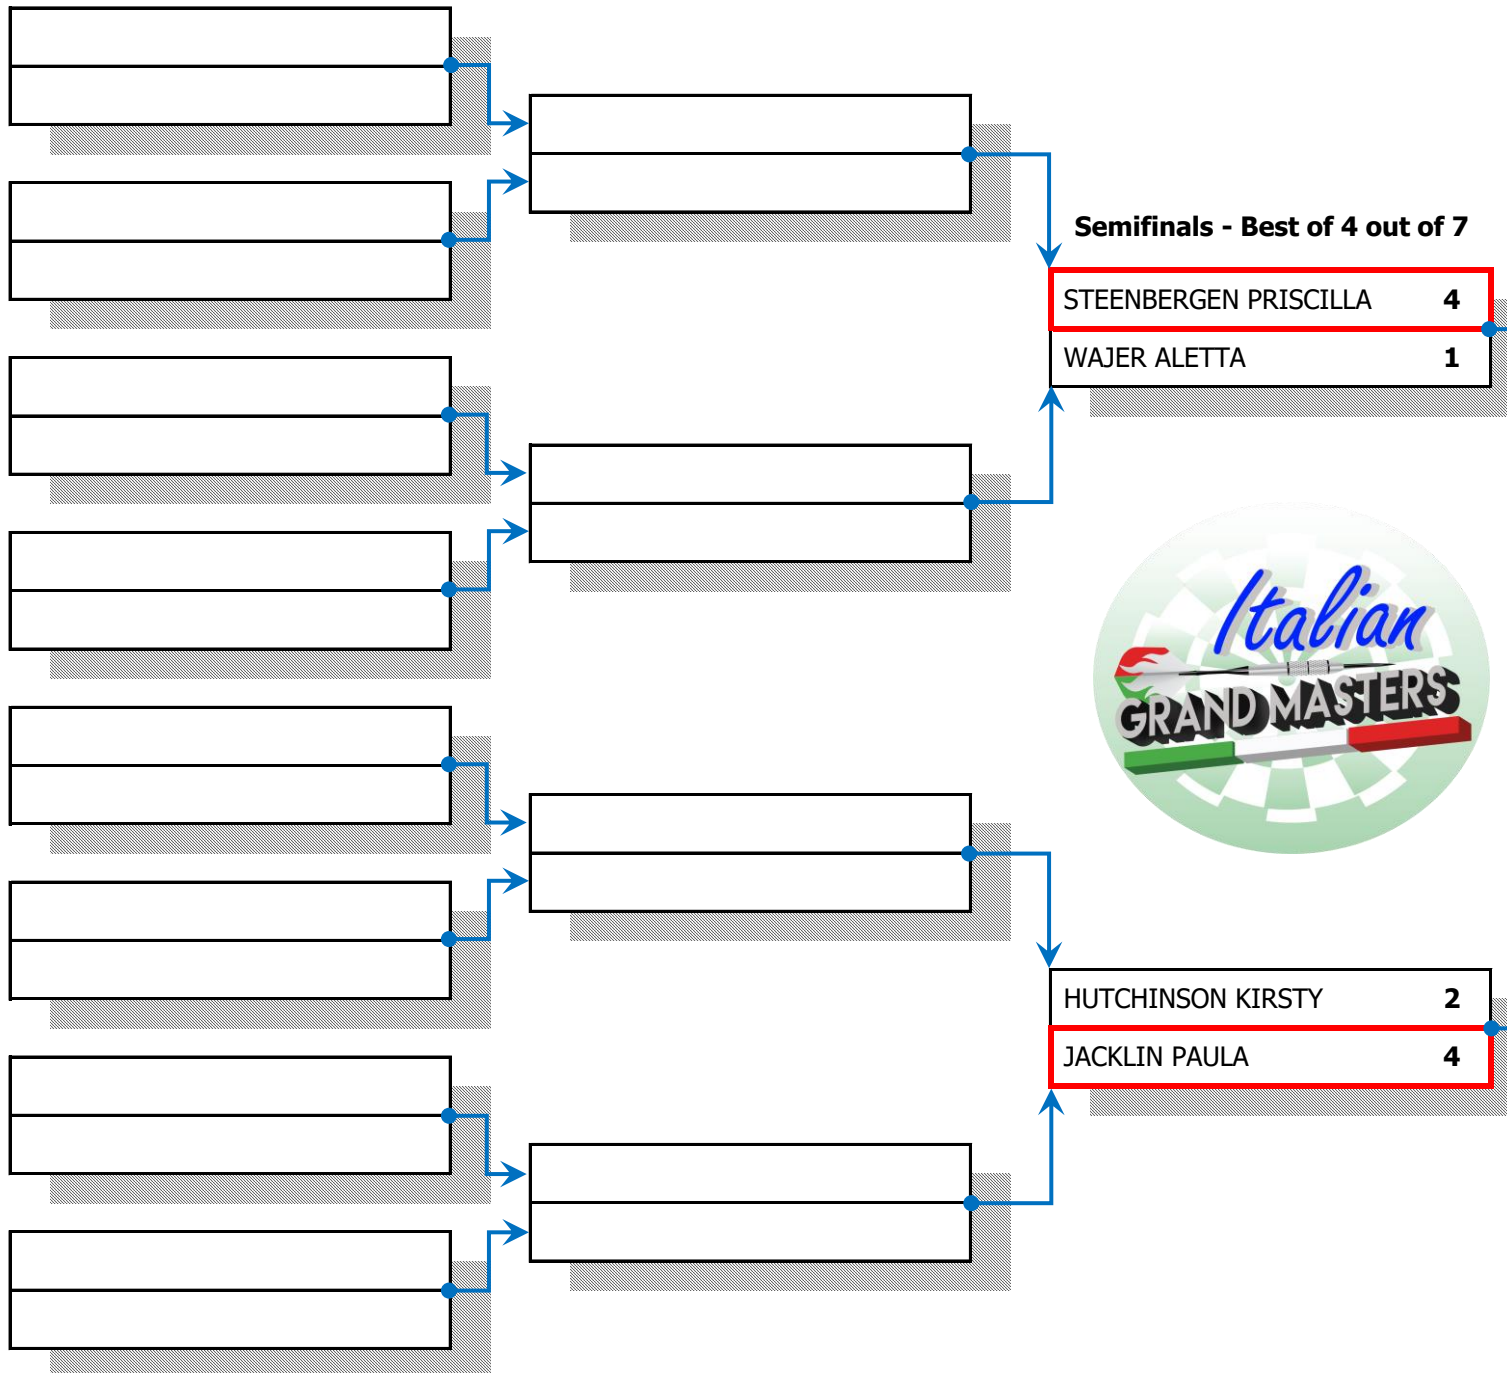 Semifinals - Best of 4 out of 7
STEENBERGEN PRISCILLA 4
WAJER ALETTA 1
Italian
GRAND MASTERS
HUTCHINSON KIRSTY 2
JACKLIN PAULA 4